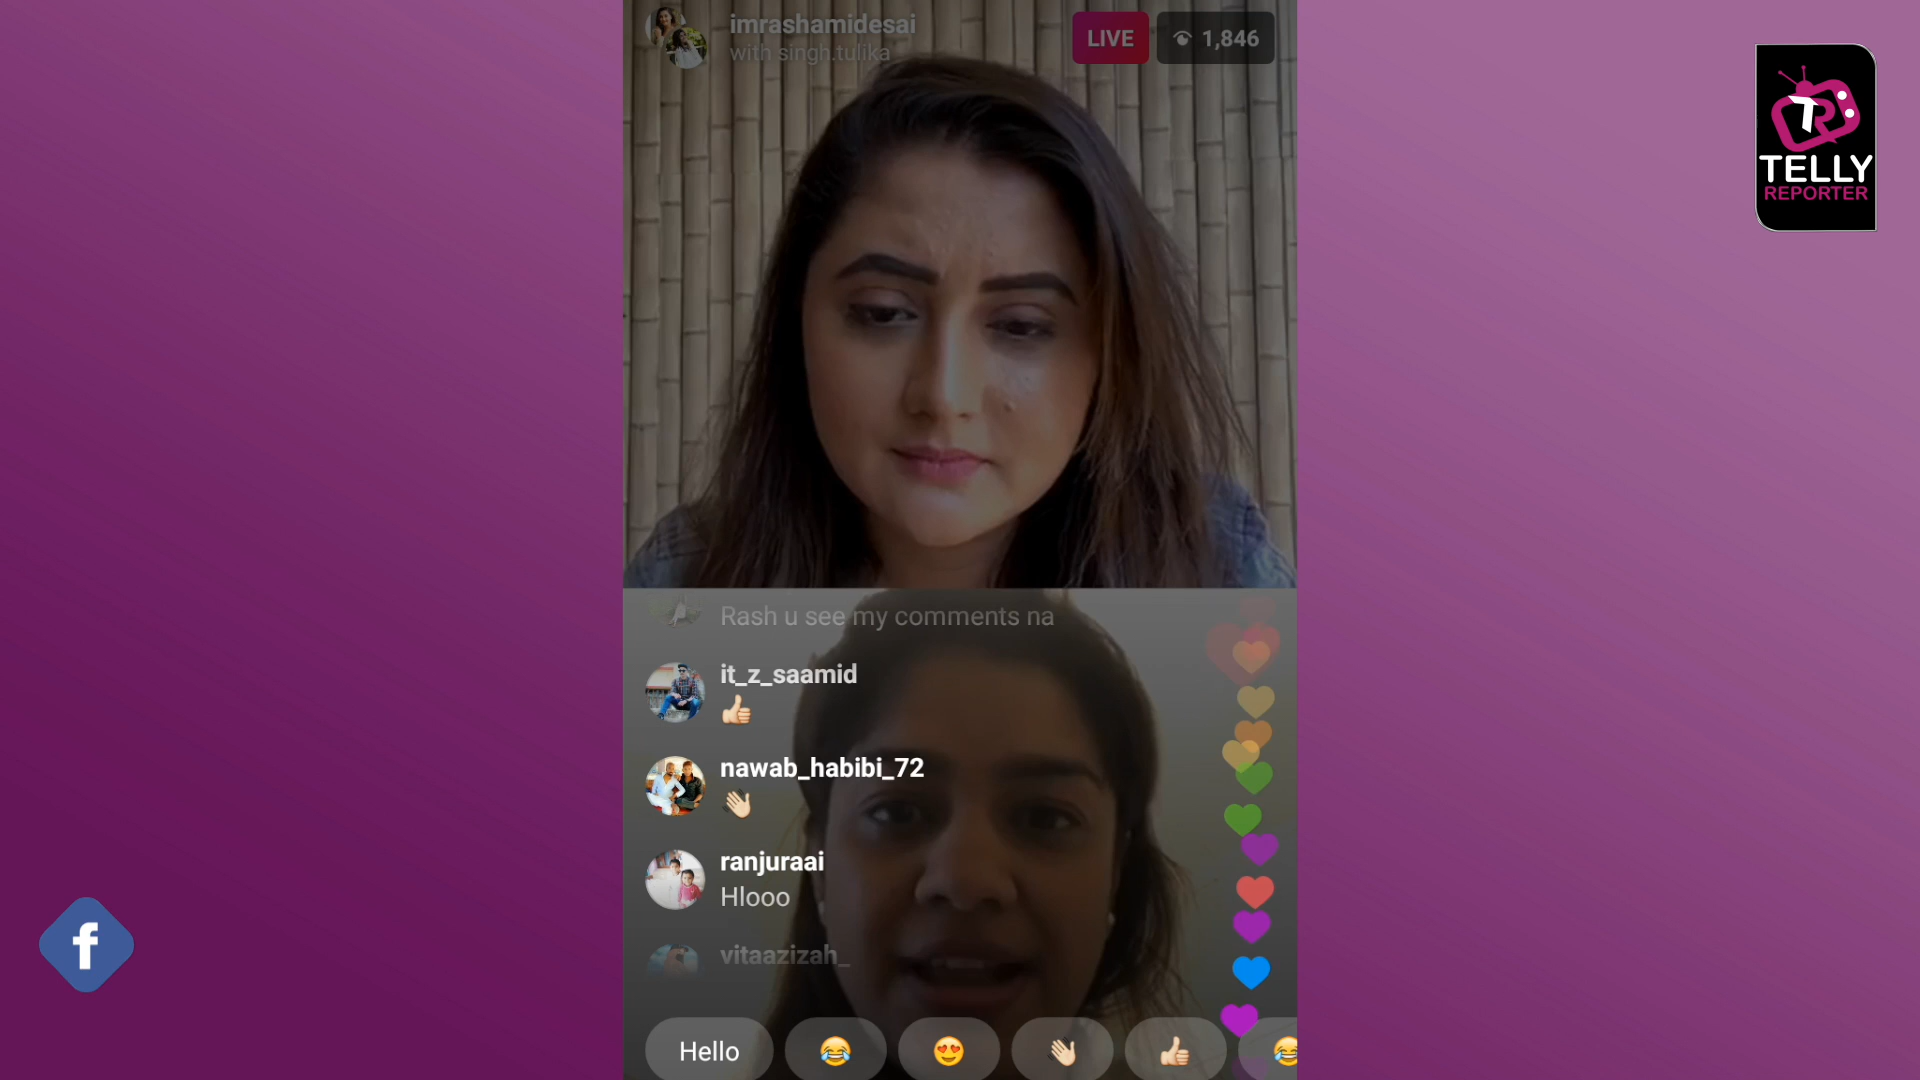 imrashamidesai
with singh.tulika
LIVE
1,846
TR
TELLY
REPORTER
Rash u see my comments na
it_z_saamid
nawab_habibi_72
ranjuraai
Hlooo
vitaazizah_
Hello
f